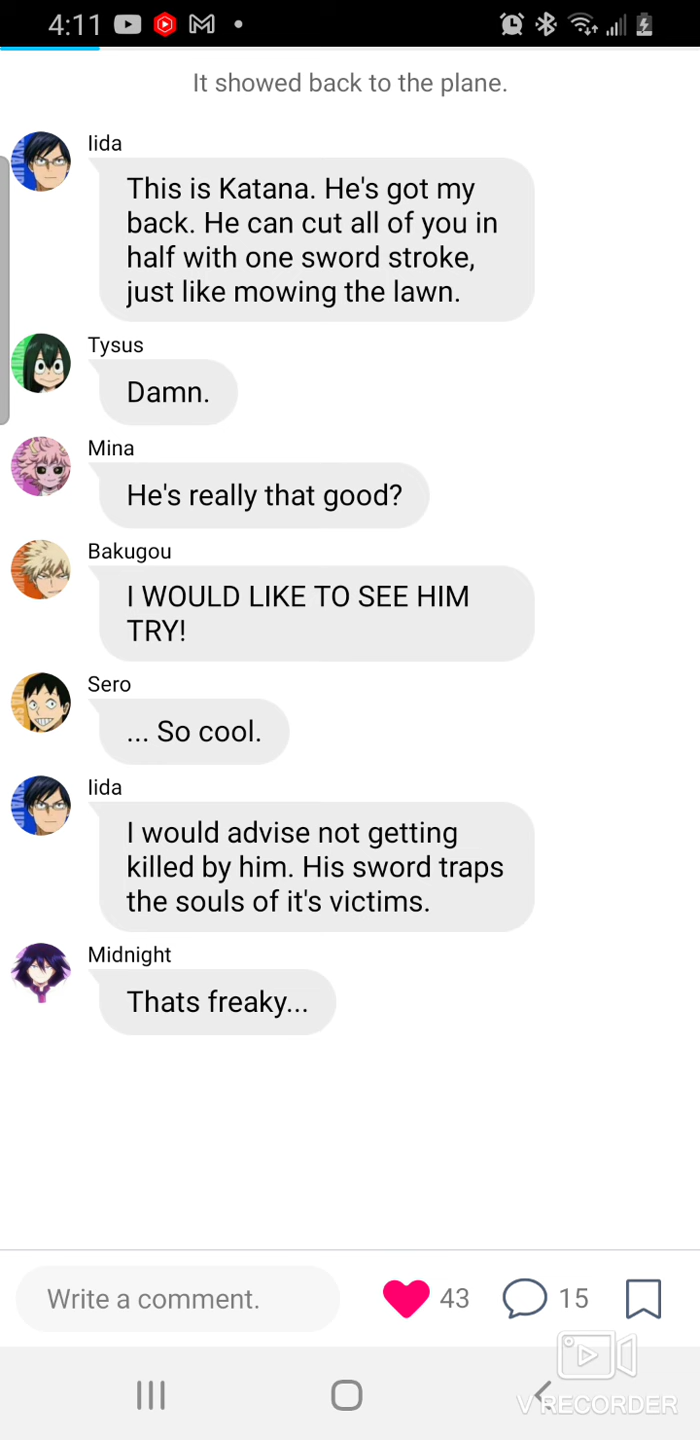 4:11
It showed back to the plane.
Iida
This is Katana. He's got my
back. He can cut all of you in
half with one sword stroke,
just like mowing the lawn.
Tysus
Damn.
Mina
He's really that good?
Bakugou
I WOULD LIKE TO SEE HIM
TRY!
Sero
... So cool.
Iida
I would advise not getting
killed by him. His sword traps
the souls of it's victims.
Midnight
Thats freaky...
Write a comment.
43
15
V RECORDER